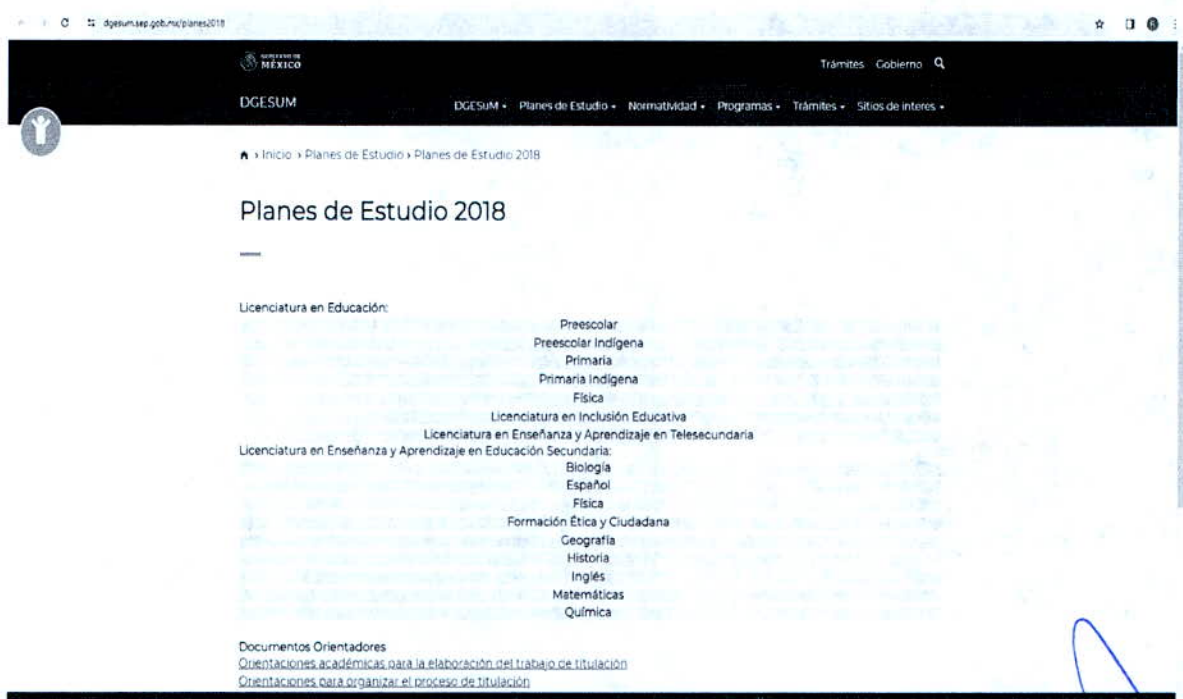 dgesum.sep.gob.mx/planes2018
GOBIERNO DE
MÉXICO
Trámites Gobierno
DGESUM
DGESuM Planes de Estudio Normatividad Programas Trámites Sitios de interes
Inicio › Planes de Estudio › Planes de Estudio 2018
Planes de Estudio 2018
Licenciatura en Educación:
Preescolar
Preescolar Indígena
Primaria
Primaria Indígena
Física
Licenciatura en Inclusión Educativa
Licenciatura en Enseñanza y Aprendizaje en Telesecundaria
Licenciatura en Enseñanza y Aprendizaje en Educación Secundaria:
Biología
Español
Física
Formación Ética y Ciudadana
Geografía
Historia
Inglés
Matemáticas
Química
Documentos Orientadores
Orientaciones académicas para la elaboración del trabajo de titulación
Orientaciones para organizar el proceso de titulación